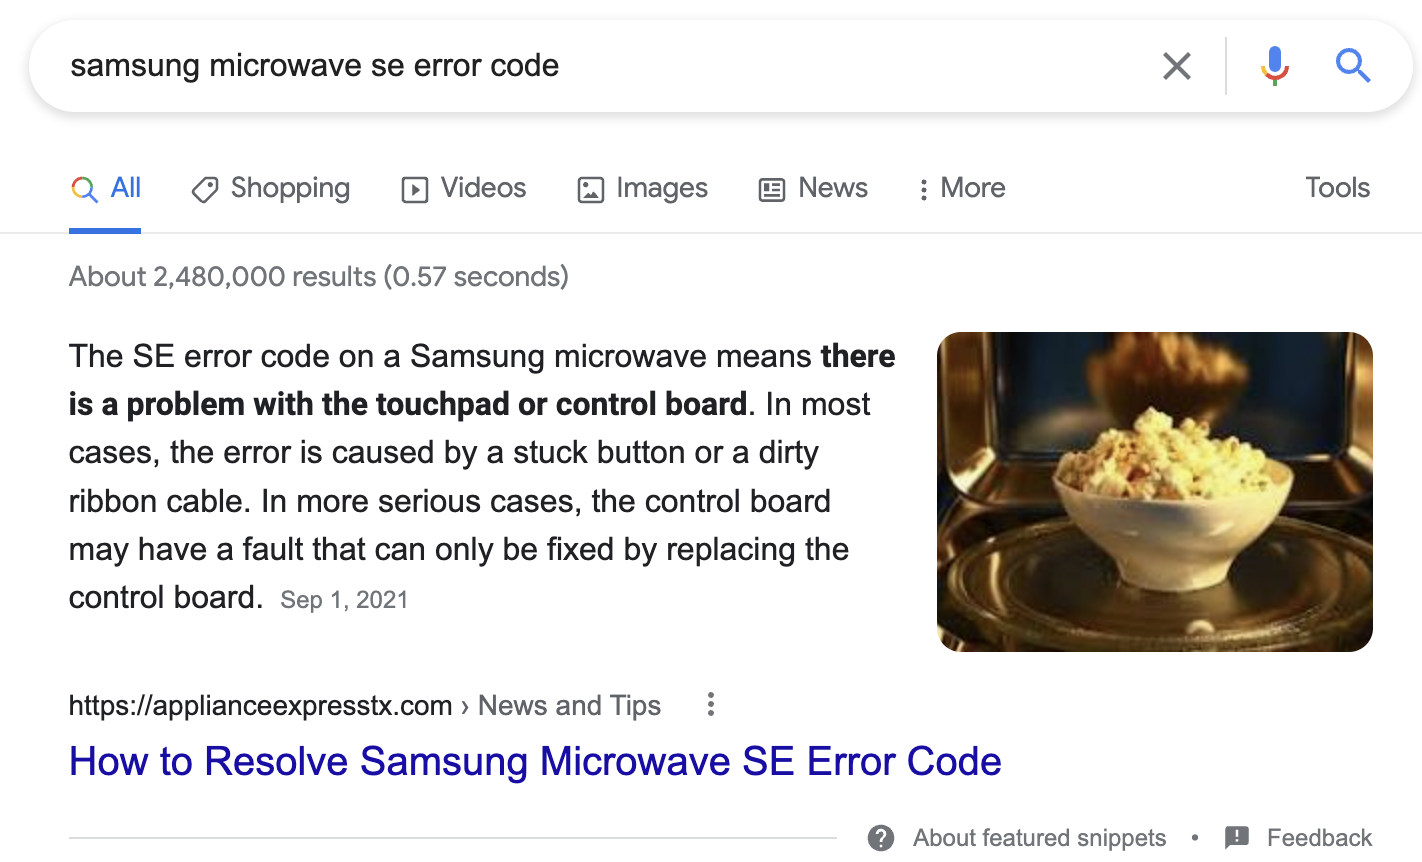 samsung microwave se error code
All Shopping Videos Images News More Tools
About 2,480,000 results (0.57 seconds)
The SE error code on a Samsung microwave means there
is a problem with the touchpad or control board. In most
cases, the error is caused by a stuck button or a dirty
ribbon cable. In more serious cases, the control board
may have a fault that can only be fixed by replacing the
control board. Sep 1, 2021
https://applianceexpresstx.com › News and Tips
How to Resolve Samsung Microwave SE Error Code
About featured snippets • Feedback